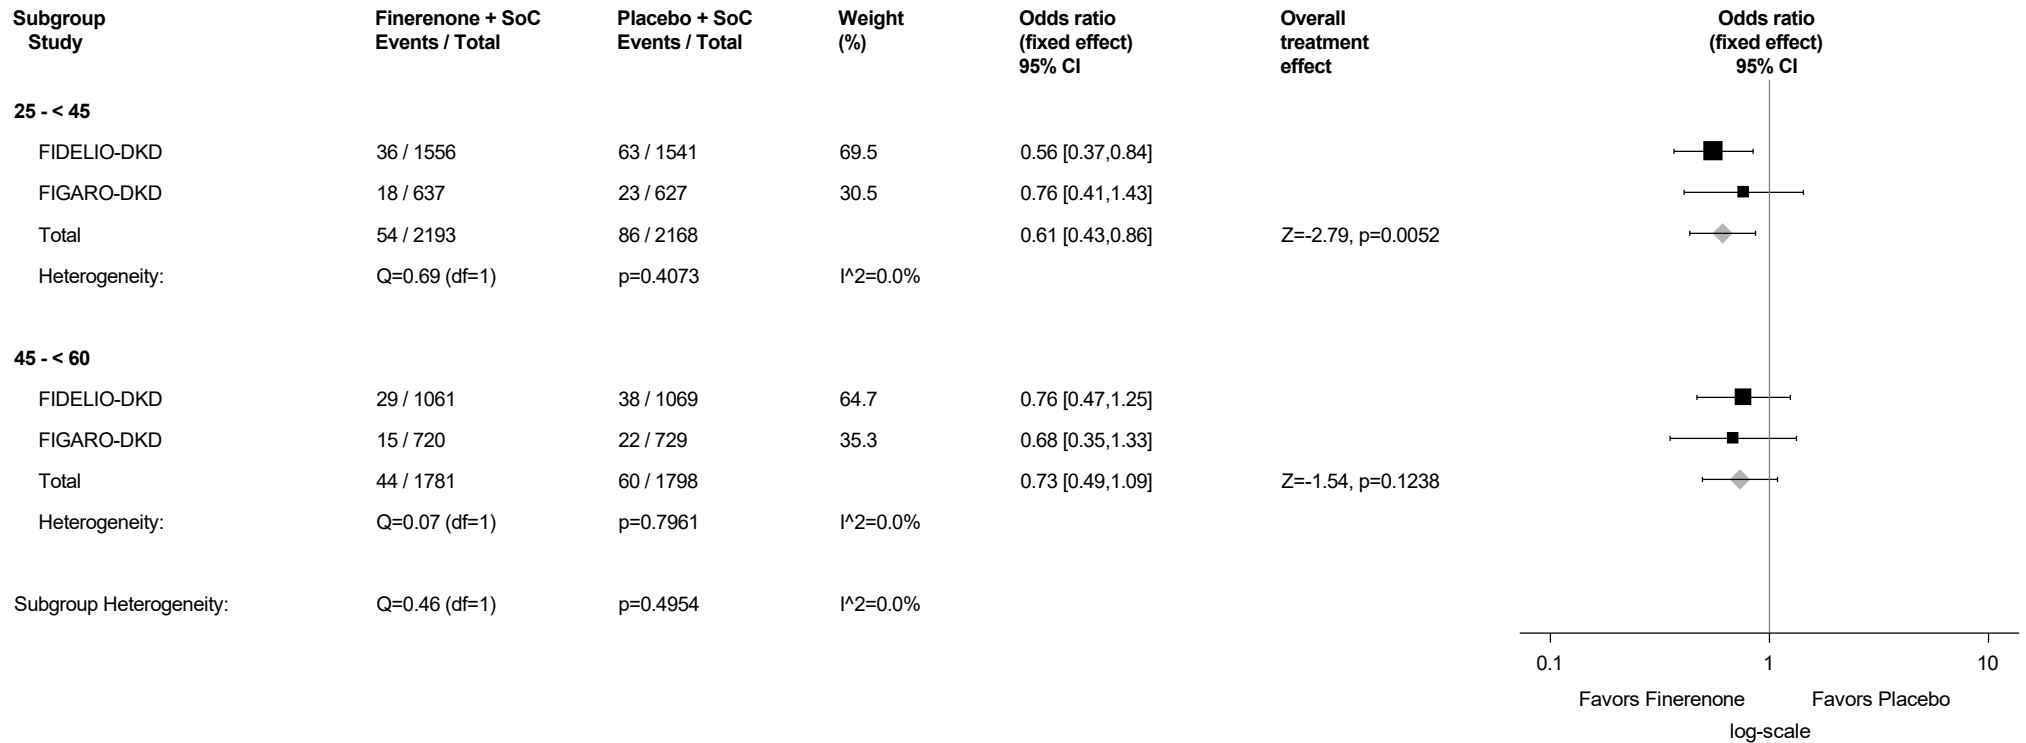 Subgroup Finerenone + SoC Placebo + SoC Weight Odds ratio Overall Odds ratio
Study Events / Total Events / Total (%) (fixed effect) treatment (fixed effect)
95% CI effect 95% CI
25 - < 45
FIDELIO-DKD 36 / 1556 63 / 1541 69.5 0.56 [0.37,0.84]
FIGARO-DKD 18 / 637 23 / 627 30.5 0.76 [0.41,1.43]
Total 54 / 2193 86 / 2168 0.61 [0.43,0.86] Z=-2.79, p=0.0052
Heterogeneity: Q=0.69 (df=1) p=0.4073 I^2=0.0%
45 - < 60
FIDELIO-DKD 29 / 1061 38 / 1069 64.7 0.76 [0.47,1.25]
FIGARO-DKD 15 / 720 22 / 729 35.3 0.68 [0.35,1.33]
Total 44 / 1781 60 / 1798 0.73 [0.49,1.09] Z=-1.54, p=0.1238
Heterogeneity: Q=0.07 (df=1) p=0.7961 I^2=0.0%
Subgroup Heterogeneity: Q=0.46 (df=1) p=0.4954 I^2=0.0%
0.1 1 10
Favors Finerenone Favors Placebo
log-scale